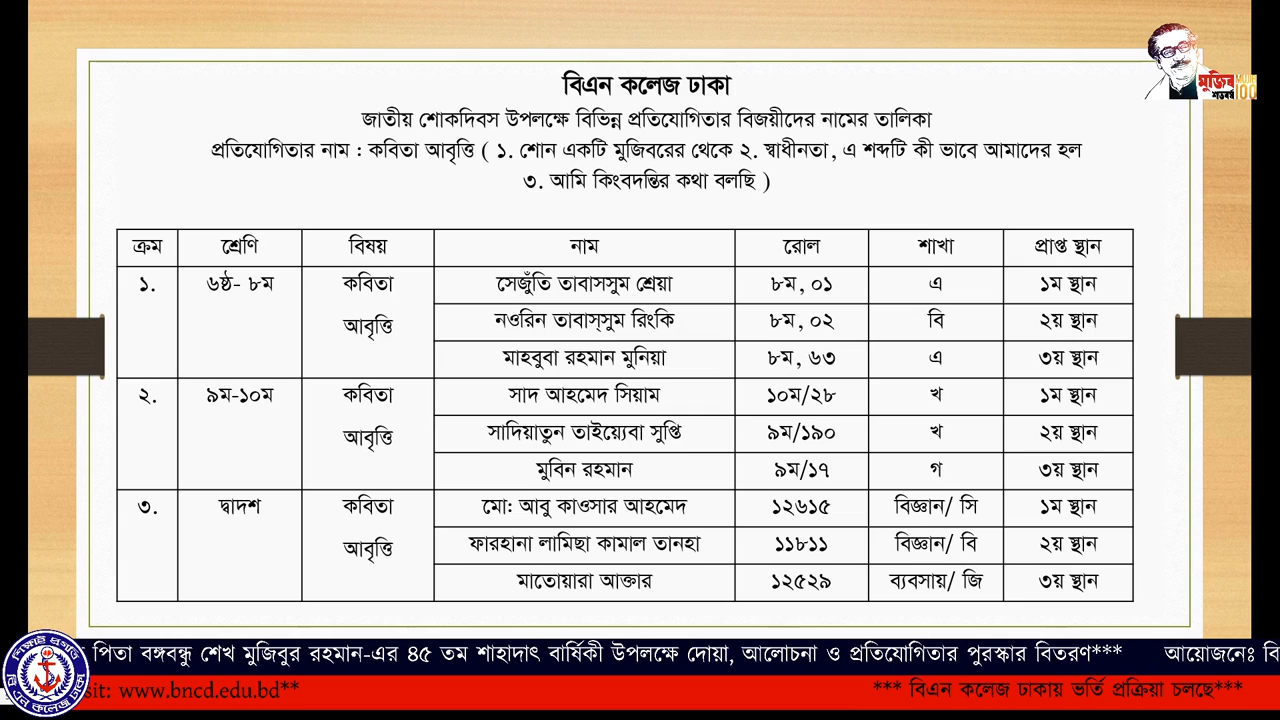 মুজিব
শতবর্ষ
100
বিএন কলেজ ঢাকা
জাতীয় শোকদিবস উপলক্ষে বিভিন্ন প্রতিযোগিতার বিজয়ীদের নামের তালিকা
প্রতিযোগিতার নাম : কবিতা আবৃত্তি ( ১. শোন একটি মুজিবরের থেকে ২. স্বাধীনতা, এ শব্দটি কী ভাবে আমাদের হল
৩. আমি কিংবদন্তির কথা বলছি )
ক্রম শ্রেণি বিষয় নাম রোল শাখা প্রাপ্ত স্থান
১. ৬ষ্ঠ- ৮ম কবিতা আবৃত্তি সেজুঁতি তাবাসসুম শ্রেয়া ৮ম, ০১ এ ১ম স্থান
নওরিন তাবাস্সুম রিংকি ৮ম, ০২ বি ২য় স্থান
মাহবুবা রহমান মুনিয়া ৮ম, ৬৩ এ ৩য় স্থান
২. ৯ম-১০ম কবিতা আবৃত্তি সাদ আহমেদ সিয়াম ১০ম/২৮ খ ১ম স্থান
সাদিয়াতুন তাইয়্যেবা সুপ্তি ৯ম/১৯০ খ ২য় স্থান
মুবিন রহমান ৯ম/১৭ গ ৩য় স্থান
৩. দ্বাদশ কবিতা আবৃত্তি মো: আবু কাওসার আহমেদ ১২৬১৫ বিজ্ঞান/ সি ১ম স্থান
ফারহানা লামিছা কামাল তানহা ১১৮১১ বিজ্ঞান/ বি ২য় স্থান
মাতোয়ারা আক্তার ১২৫২৯ ব্যবসায়/ জি ৩য় স্থান
পিতা বঙ্গবন্ধু শেখ মুজিবুর রহমান-এর ৪৫ তম শাহাদাৎ বার্ষিকী উপলক্ষে দোয়া, আলোচনা ও প্রতিযোগিতার পুরস্কার বিতরণ*** আয়োজনেঃ বি
sit: www.bncd.edu.bd** *** বিএন কলেজ ঢাকায় ভর্তি প্রক্রিয়া চলছে***
শিক্ষাই প্রগতি
বি এন কলেজ ঢাকা